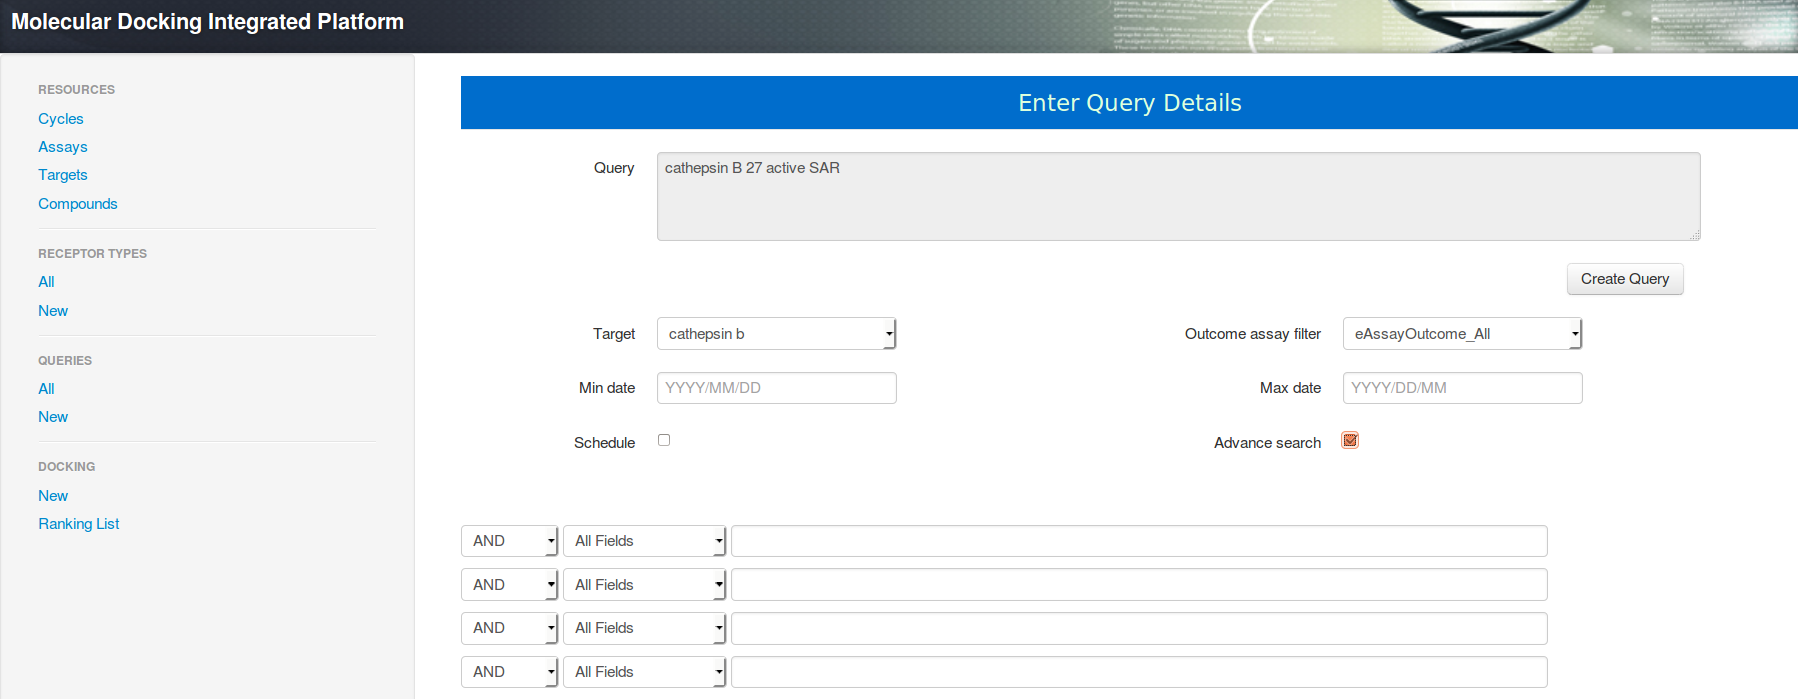 Molecular Docking Integrated Platform
RESOURCES
Cycles
Assays
Targets
Compounds
RECEPTOR TYPES
All
New
QUERIES
All
New
DOCKING
New
Ranking List
Enter Query Details
Query
cathepsin B 27 active SAR
Create Query
Target
cathepsin b
Outcome assay filter
eAssayOutcome_All
Min date
YYYY/MM/DD
Max date
YYYY/DD/MM
Schedule
Advance search
AND All Fields
AND All Fields
AND All Fields
AND All Fields